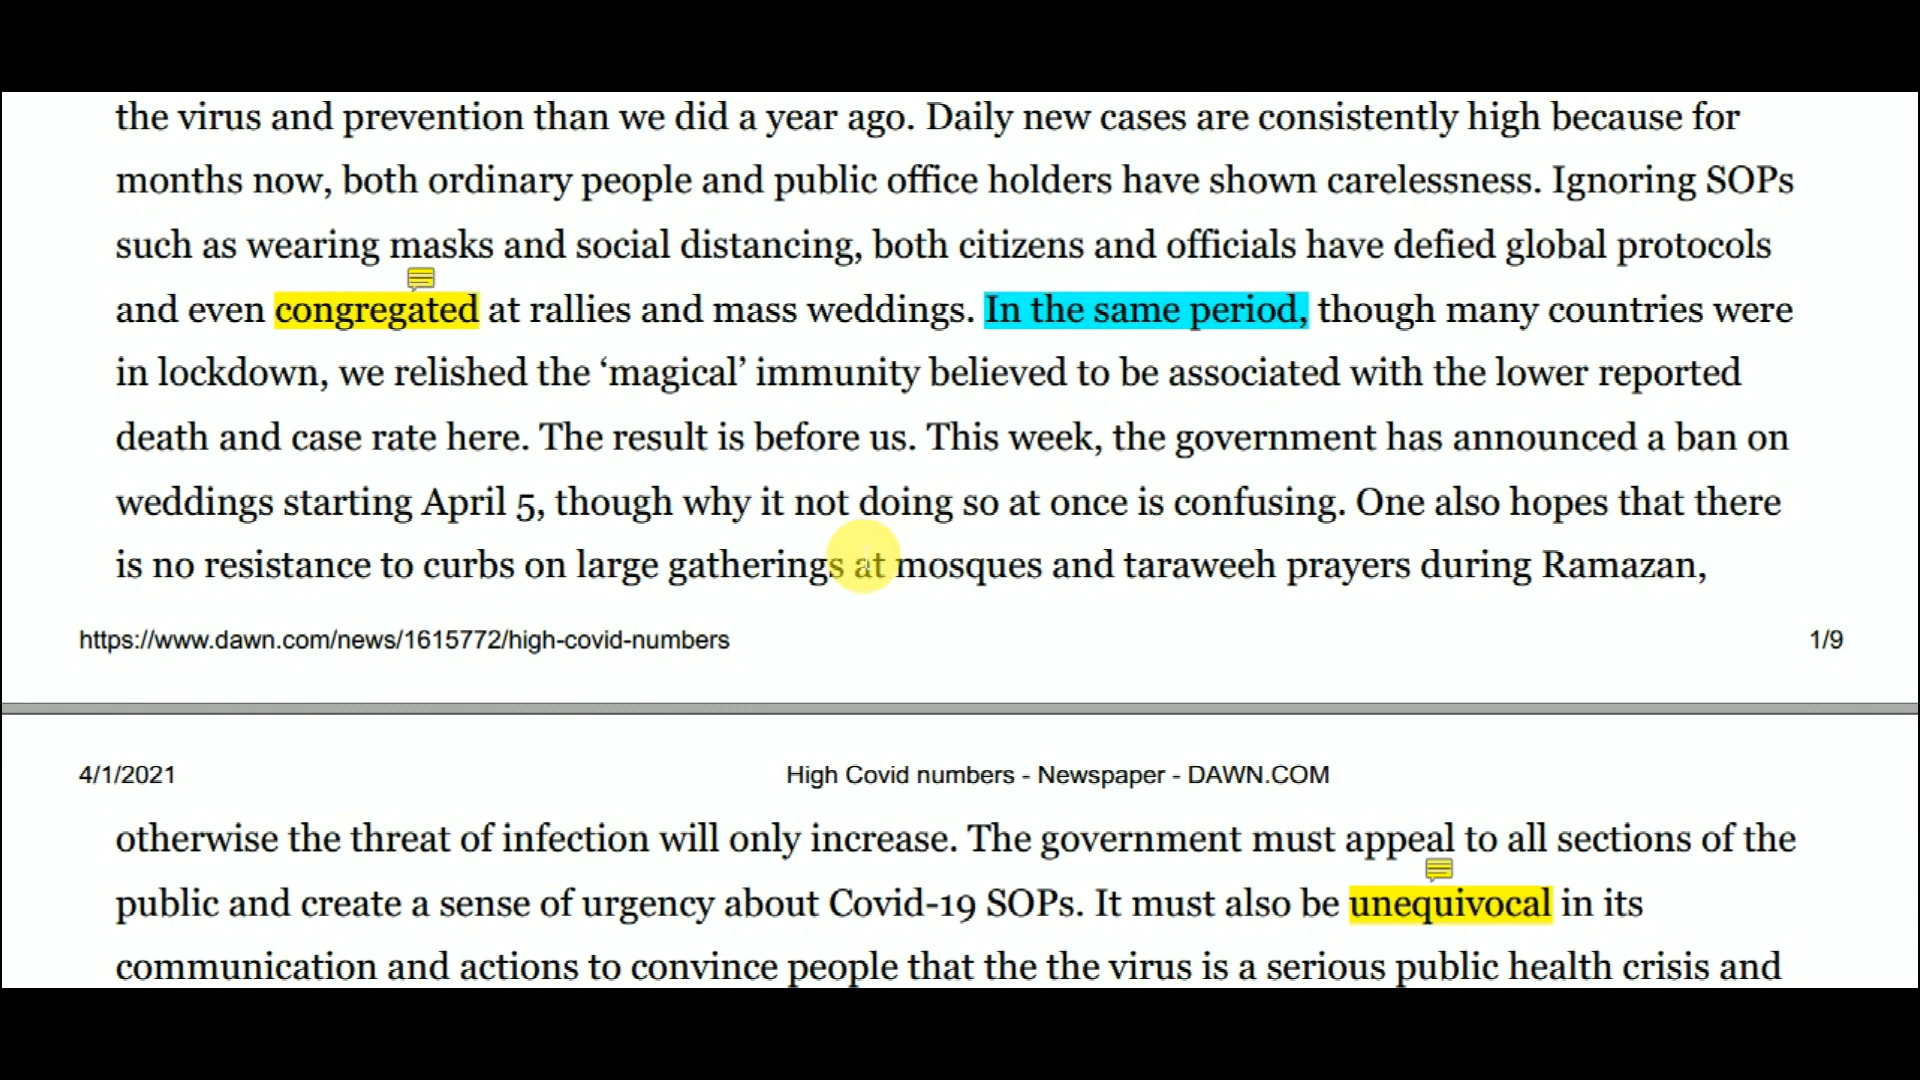 the virus and prevention than we did a year ago. Daily new cases are consistently high because for
months now, both ordinary people and public office holders have shown carelessness. Ignoring SOPs
such as wearing masks and social distancing, both citizens and officials have defied global protocols
and even congregated at rallies and mass weddings. In the same period, though many countries were
in lockdown, we relished the ‘magical’ immunity believed to be associated with the lower reported
death and case rate here. The result is before us. This week, the government has announced a ban on
weddings starting April 5, though why it not doing so at once is confusing. One also hopes that there
is no resistance to curbs on large gatherings at mosques and taraweeh prayers during Ramazan,
https://www.dawn.com/news/1615772/high-covid-numbers 1/9
4/1/2021 High Covid numbers - Newspaper - DAWN.COM
otherwise the threat of infection will only increase. The government must appeal to all sections of the
public and create a sense of urgency about Covid-19 SOPs. It must also be unequivocal in its
communication and actions to convince people that the the virus is a serious public health crisis and